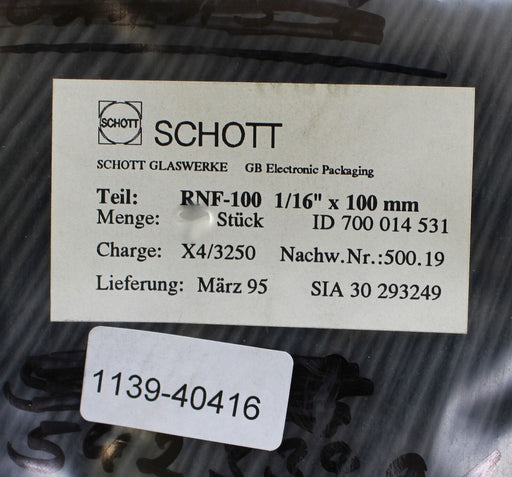 SCHOTT
SCHOTT
SCHOTT GLASWERKE GB Electronic Packaging
Teil: RNF-100 1/16" x 100 mm
Menge: Stück ID 700 014 531
Charge: X4/3250 Nachw.Nr.:500.19
Lieferung: März 95 SIA 30 293249
1139-40416